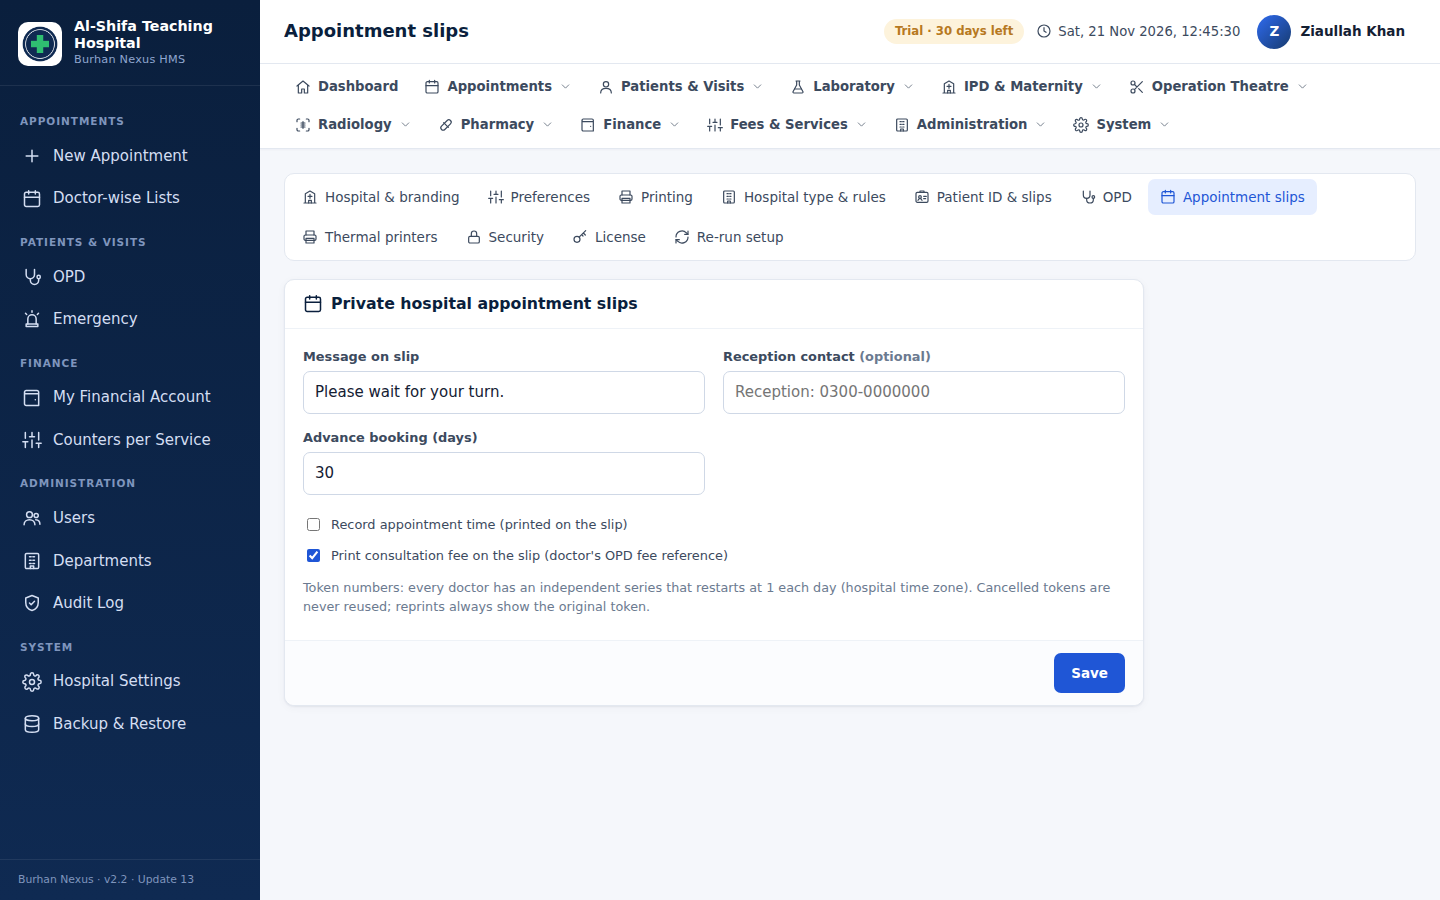 Al-Shifa Teaching
Hospital
Burhan Nexus HMS
APPOINTMENTS
New Appointment
Doctor-wise Lists
PATIENTS & VISITS
OPD
Emergency
FINANCE
My Financial Account
Counters per Service
ADMINISTRATION
Users
Departments
Audit Log
SYSTEM
Hospital Settings
Backup & Restore
Burhan Nexus · v2.2 · Update 13
Appointment slips
Trial · 30 days left
Sat, 21 Nov 2026, 12:45:30
Z
Ziaullah Khan
Dashboard Appointments Patients & Visits Laboratory IPD & Maternity Operation Theatre
Radiology Pharmacy Finance Fees & Services Administration System
Hospital & branding Preferences Printing Hospital type & rules Patient ID & slips OPD Appointment slips
Thermal printers Security License Re-run setup
Private hospital appointment slips
Message on slip
Please wait for your turn.
Reception contact (optional)
Reception: 0300-0000000
Advance booking (days)
30
Record appointment time (printed on the slip)
Print consultation fee on the slip (doctor's OPD fee reference)
Token numbers: every doctor has an independent series that restarts at 1 each day (hospital time zone). Cancelled tokens are
never reused; reprints always show the original token.
Save